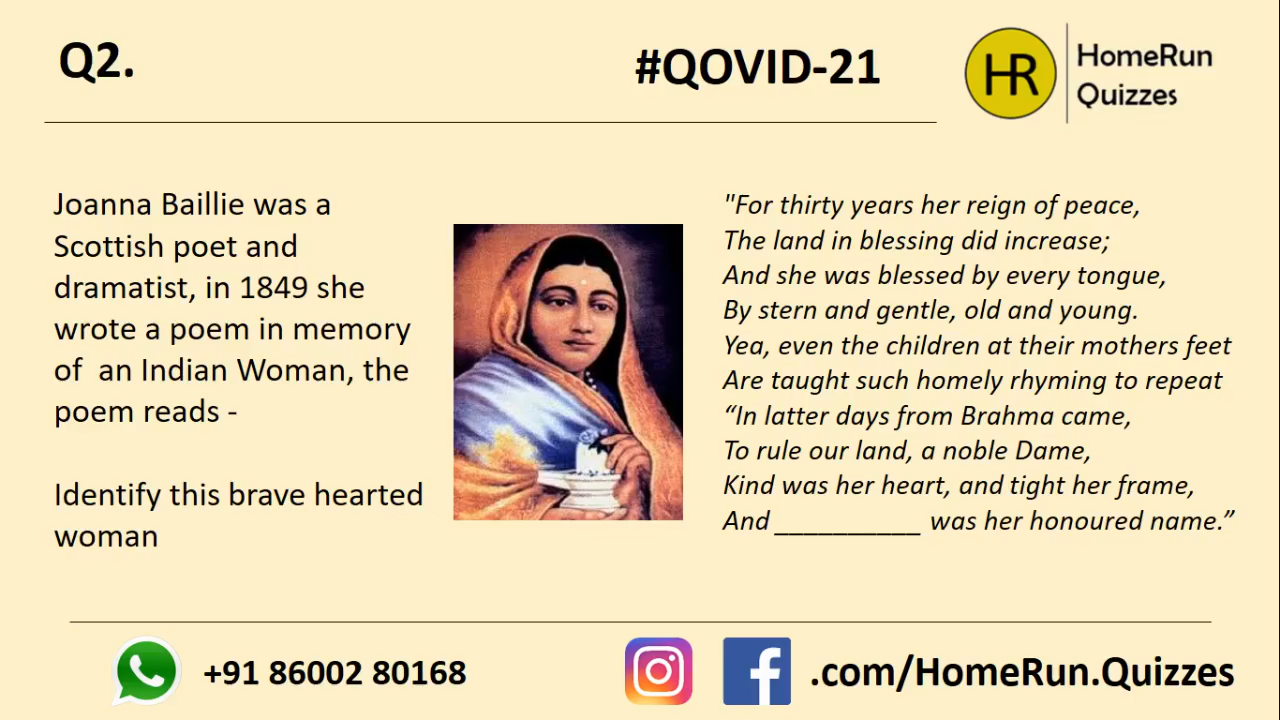 Q2.
#QOVID-21
HR
HomeRun
Quizzes
Joanna Baillie was a
Scottish poet and
dramatist, in 1849 she
wrote a poem in memory
of an Indian Woman, the
poem reads -
Identify this brave hearted
woman
"For thirty years her reign of peace,
The land in blessing did increase;
And she was blessed by every tongue,
By stern and gentle, old and young.
Yea, even the children at their mothers feet
Are taught such homely rhyming to repeat
“In latter days from Brahma came,
To rule our land, a noble Dame,
Kind was her heart, and tight her frame,
And __________ was her honoured name.”
+91 86002 80168
.com/HomeRun.Quizzes